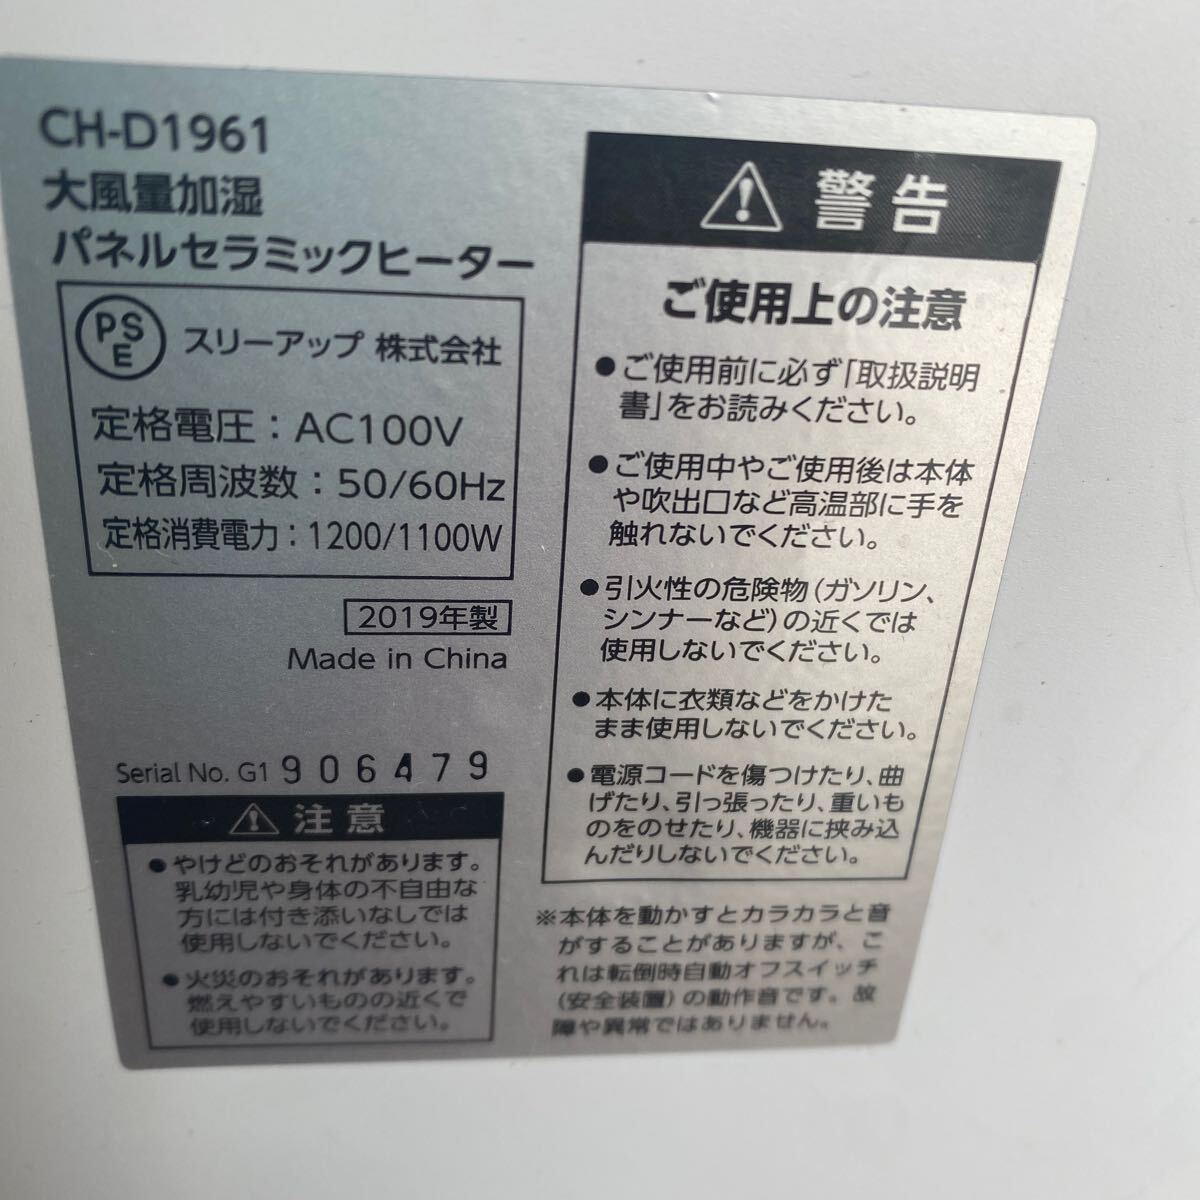 CH-D1961
大風量加湿
パネルセラミックヒーター
PSE スリーアップ 株式会社
定格電圧：AC100V
定格周波数：50/60Hz
定格消費電力：1200/1100W
2019年製
Made in China
Serial No. G1 906479
注意
●やけどのおそれがあります。
乳幼児や身体の不自由な
方には付き添いなしでは
使用しないでください。
●火災のおそれがあります。
燃えやすいものの近くで
使用しないでください。
警告
ご使用上の注意
●ご使用前に必ず「取扱説明
書」をお読みください。
●ご使用中やご使用後は本体
や吹出口など高温部に手を
触れないでください。
●引火性の危険物(ガソリン、
シンナーなど)の近くでは
使用しないでください。
●本体に衣類などをかけた
まま使用しないでください。
●電源コードを傷つけたり、曲
げたり、引っ張ったり、重いも
のをのせたり、機器に挟み込
んだりしないでください。
※本体を動かすとカラカラと音
がすることがありますが、こ
れは転倒時自動オフスイッチ
(安全装置)の動作音です。故
障や異常ではありません。